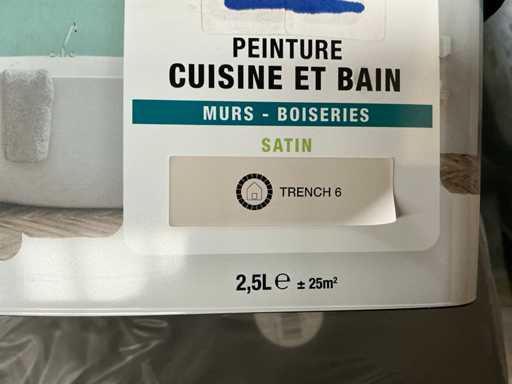 PEINTURE
CUISINE ET BAIN
MURS - BOISERIES
SATIN
TRENCH 6
2,5L℮ ± 25m²